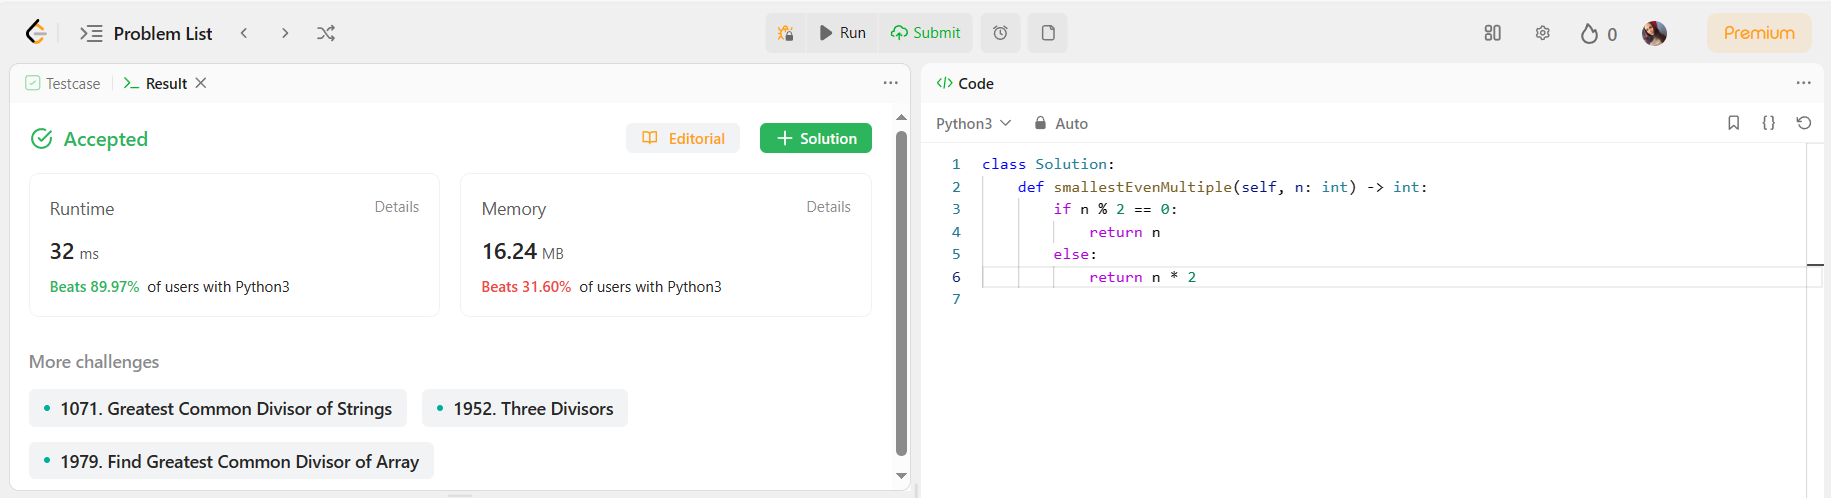 Problem List
Run
Submit
0
Premium
Testcase
Result
Accepted
Editorial
Solution
Runtime
Details
32 ms
Beats 89.97% of users with Python3
Memory
Details
16.24 MB
Beats 31.60% of users with Python3
More challenges
1071. Greatest Common Divisor of Strings
1952. Three Divisors
1979. Find Greatest Common Divisor of Array
</> Code
Python3
Auto
1 class Solution:
2     def smallestEvenMultiple(self, n: int) -> int:
3         if n % 2 == 0:
4             return n
5         else:
6             return n * 2
7